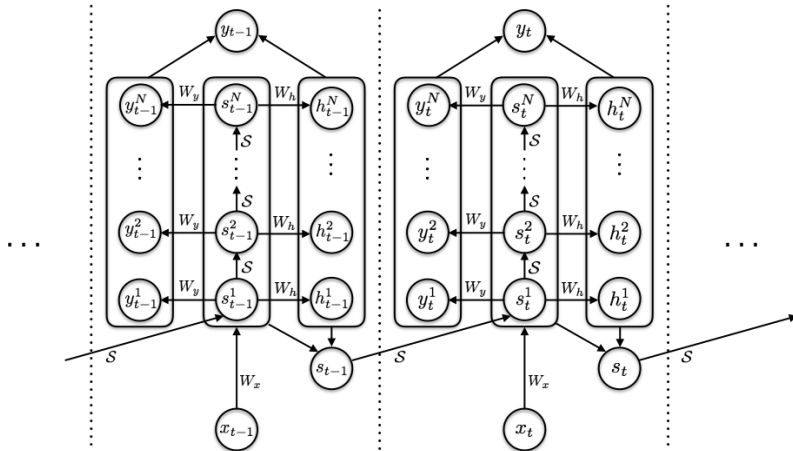 y_{t-1} y_t
y_{t-1}^N W_y s_{t-1}^N W_h h_{t-1}^N y_t^N W_y s_t^N W_h h_t^N
S S
⋮ ⋮ ⋮ ⋮ ⋮ ⋮
S S
... y_{t-1}^2 W_y s_{t-1}^2 W_h h_{t-1}^2 y_t^2 W_y s_t^2 W_h h_t^2 ...
S S
y_{t-1}^1 W_y s_{t-1}^1 W_h h_{t-1}^1 y_t^1 W_y s_t^1 W_h h_t^1
S s_{t-1} S s_t S
W_x W_x
x_{t-1} x_t